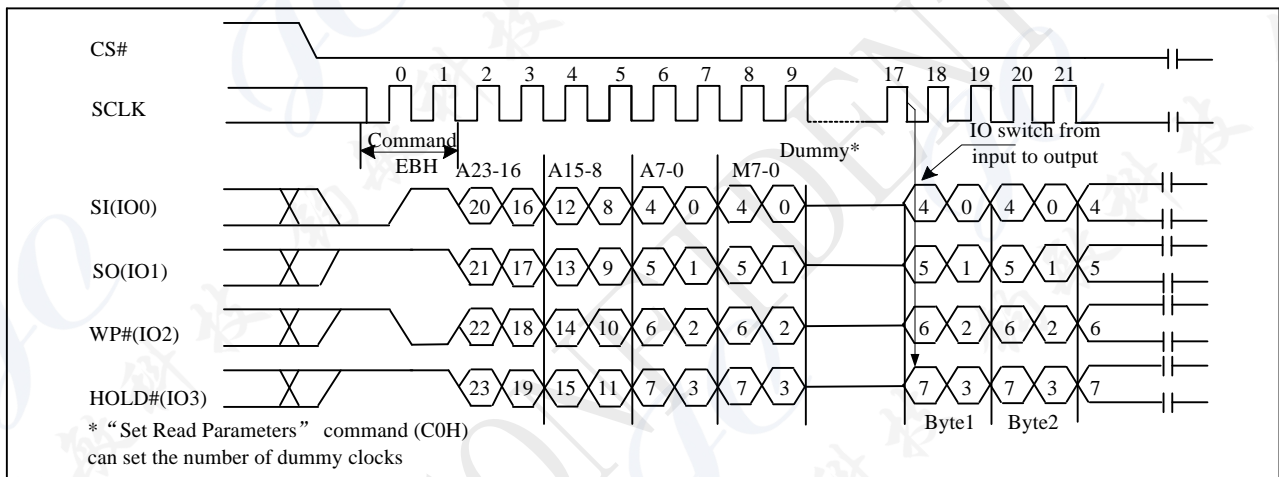 CS#
0 1 2 3 4 5 6 7 8 9 17 18 19 20 21
SCLK
Command
EBH
Dummy*
IO switch from
input to output
A23-16 A15-8 A7-0 M7-0
SI(IO0) 20 16 12 8 4 0 4 0 4 0 4 0 4
SO(IO1) 21 17 13 9 5 1 5 1 5 1 5 1 5
WP#(IO2) 22 18 14 10 6 2 6 2 6 2 6 2 6
HOLD#(IO3) 23 19 15 11 7 3 7 3 7 3 7 3 7
Byte1 Byte2
* “Set Read Parameters” command (C0H)
can set the number of dummy clocks